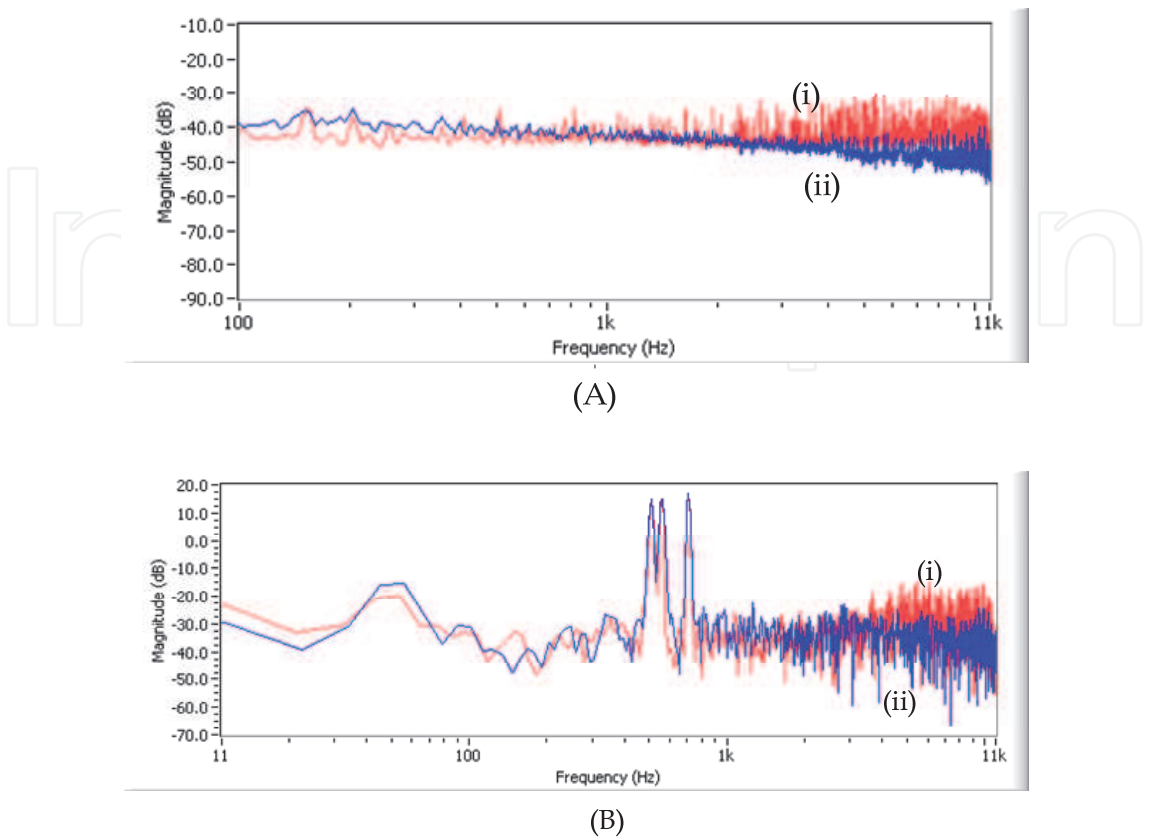 -10.0
-20.0
-30.0
-40.0
-50.0
-60.0
-70.0
-80.0
-90.0
Magnitude (dB)
(i)
(ii)
100 1k 11k
Frequency (Hz)
(A)
20.0
10.0
0.0
-10.0
-20.0
-30.0
-40.0
-50.0
-60.0
-70.0
Magnitude (dB)
(i)
(ii)
11 100 1k 11k
Frequency (Hz)
(B)